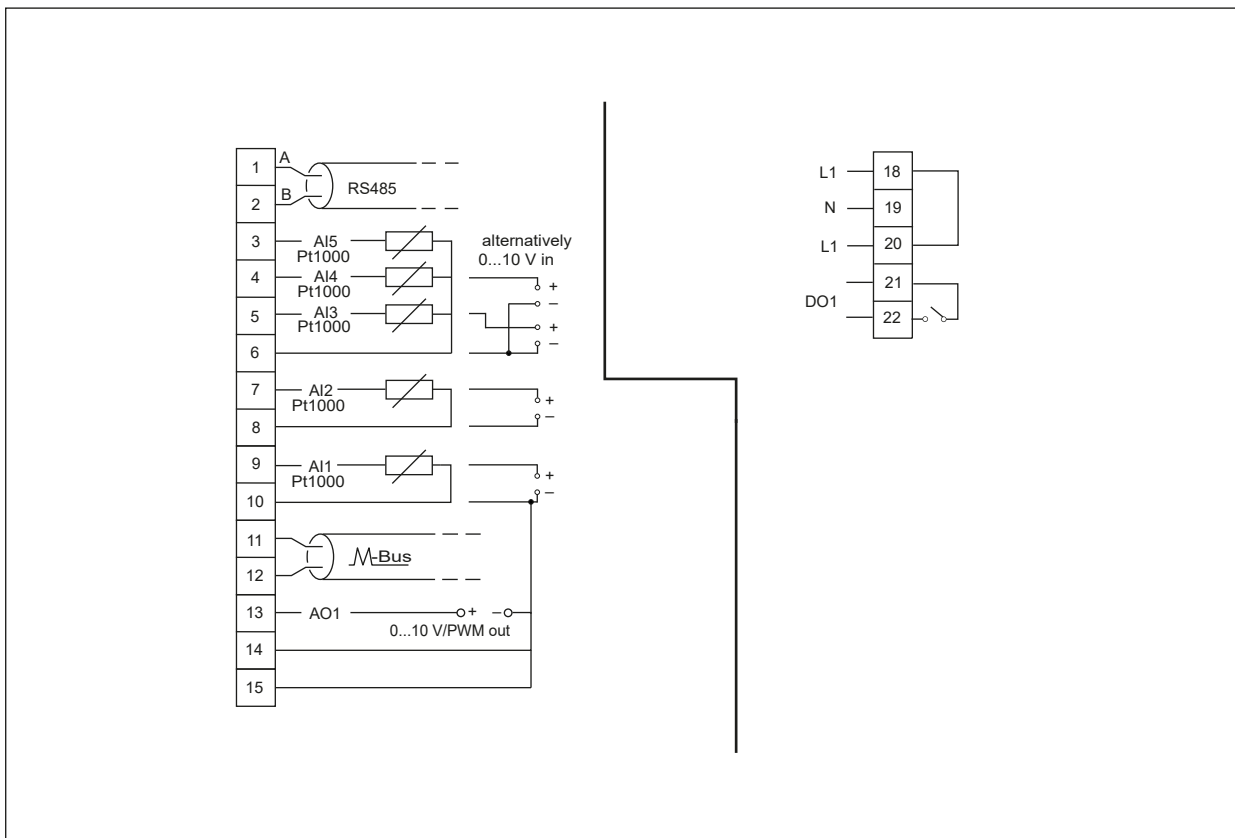 1 A
RS485
2 B
3 AI5
Pt1000
alternatively
0...10 V in
4 AI4
Pt1000
+
–
5 AI3
Pt1000
+
–
6
7 AI2
Pt1000
+
–
8
9 AI1
Pt1000
+
–
10
11
M-Bus
12
13 AO1 + –
0...10 V/PWM out
14
15
L1 18
N 19
L1 20
21
DO1
22